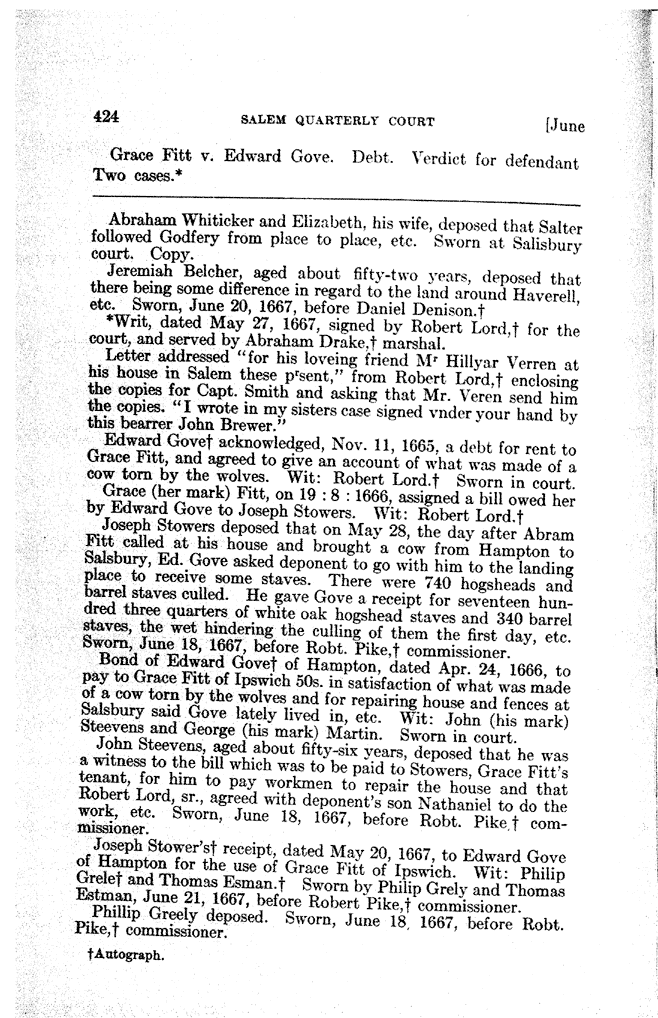 424 SALEM QUARTERLY COURT [June
Grace Fitt v. Edward Gove. Debt. Verdict for defendant
Two cases.*
Abraham Whiticker and Elizabeth, his wife, deposed that Salter
followed Godfery from place to place, etc. Sworn at Salisbury
court. Copy.
Jeremiah Belcher, aged about fifty-two years, deposed that
there being some difference in regard to the land around Haverell,
etc. Sworn, June 20, 1667, before Daniel Denison.†
*Writ, dated May 27, 1667, signed by Robert Lord,† for the
court, and served by Abraham Drake,† marshal.
Letter addressed "for his loveing friend Mʳ Hillyar Verren at
his house in Salem these pʳsent," from Robert Lord,† enclosing
the copies for Capt. Smith and asking that Mr. Veren send him
the copies. "I wrote in my sisters case signed vnder your hand by
this bearrer John Brewer."
Edward Gove† acknowledged, Nov. 11, 1665, a debt for rent to
Grace Fitt, and agreed to give an account of what was made of a
cow torn by the wolves. Wit: Robert Lord.† Sworn in court.
Grace (her mark) Fitt, on 19 : 8 : 1666, assigned a bill owed her
by Edward Gove to Joseph Stowers. Wit: Robert Lord.†
Joseph Stowers deposed that on May 28, the day after Abram
Fitt called at his house and brought a cow from Hampton to
Salsbury, Ed. Gove asked deponent to go with him to the landing
place to receive some staves. There were 740 hogsheads and
barrel staves culled. He gave Gove a receipt for seventeen hun-
dred three quarters of white oak hogshead staves and 340 barrel
staves, the wet hindering the culling of them the first day, etc.
Sworn, June 18, 1667, before Robt. Pike,† commissioner.
Bond of Edward Gove† of Hampton, dated Apr. 24, 1666, to
pay to Grace Fitt of Ipswich 50s. in satisfaction of what was made
of a cow torn by the wolves and for repairing house and fences at
Salsbury said Gove lately lived in, etc. Wit: John (his mark)
Steevens and George (his mark) Martin. Sworn in court.
John Steevens, aged about fifty-six years, deposed that he was
a witness to the bill which was to be paid to Stowers, Grace Fitt's
tenant, for him to pay workmen to repair the house and that
Robert Lord, sr., agreed with deponent's son Nathaniel to do the
work, etc. Sworn, June 18, 1667, before Robt. Pike,† com-
missioner.
Joseph Stower's† receipt, dated May 20, 1667, to Edward Gove
of Hampton for the use of Grace Fitt of Ipswich. Wit: Philip
Grele† and Thomas Esman.† Sworn by Philip Grely and Thomas
Estman, June 21, 1667, before Robert Pike,† commissioner.
Phillip Greely deposed. Sworn, June 18, 1667, before Robt.
Pike,† commissioner.
†Autograph.